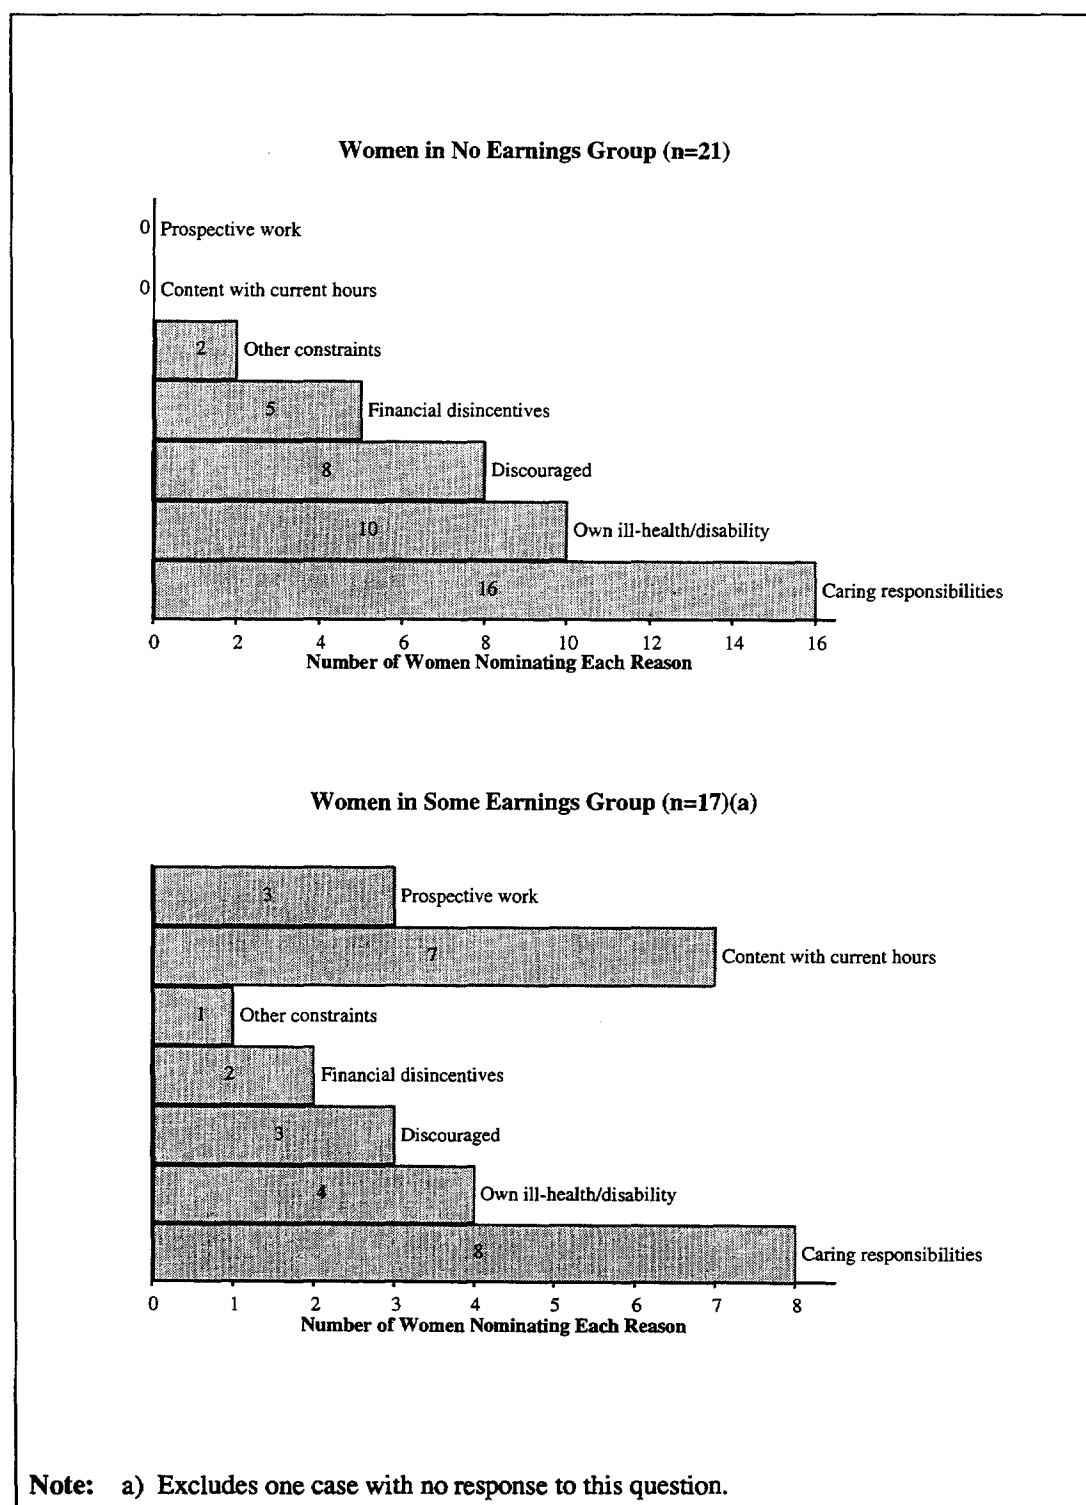 Women in No Earnings Group (n=21)
0 Prospective work
0 Content with current hours
2 Other constraints
5 Financial disincentives
8 Discouraged
10 Own ill-health/disability
16 Caring responsibilities
0 2 4 6 8 10 12 14 16
Number of Women Nominating Each Reason
Women in Some Earnings Group (n=17)(a)
3 Prospective work
7 Content with current hours
1 Other constraints
2 Financial disincentives
3 Discouraged
4 Own ill-health/disability
8 Caring responsibilities
0 1 2 3 4 5 6 7 8
Number of Women Nominating Each Reason
Note: a) Excludes one case with no response to this question.